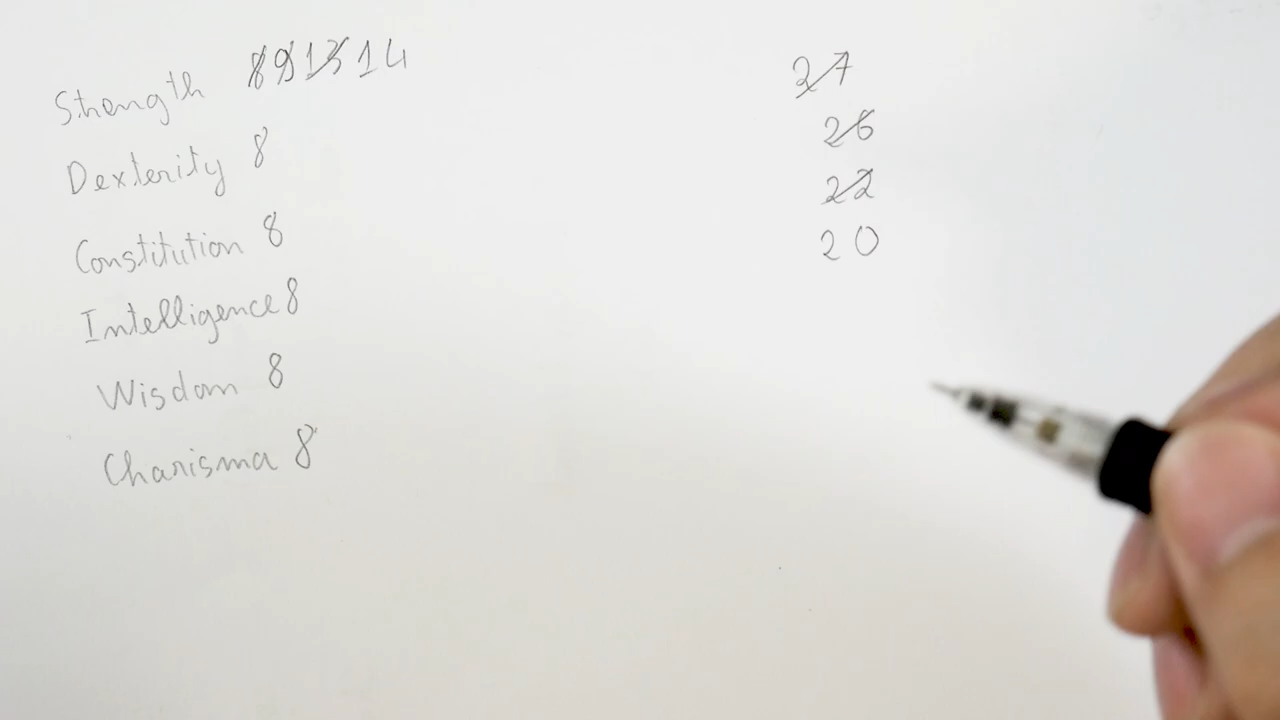 Strength 8 9 13 14
Dexterity 8
Constitution 8
Intelligence 8
Wisdom 8
Charisma 8
27
26
22
20